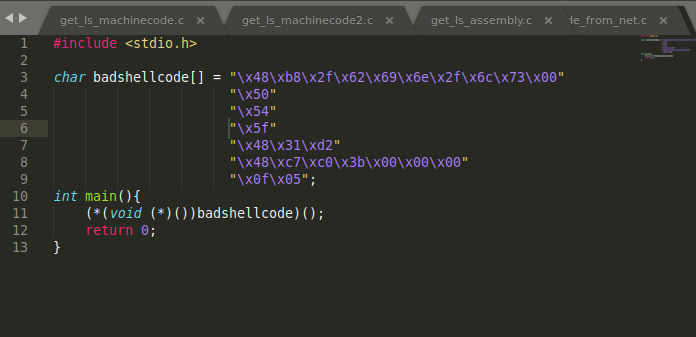 get_ls_machinecode.c × get_ls_machinecode2.c × get_ls_assembly.c × de_from_net.c ×
1 #include <stdio.h>
2
3 char badshellcode[] = "\x48\xb8\x2f\x62\x69\x6e\x2f\x6c\x73\x00"
4 "\x50"
5 "\x54"
6 "\x5f"
7 "\x48\x31\xd2"
8 "\x48\xc7\xc0\x3b\x00\x00\x00"
9 "\x0f\x05";
10 int main(){
11 (*(void (*)())badshellcode)();
12 return 0;
13 }